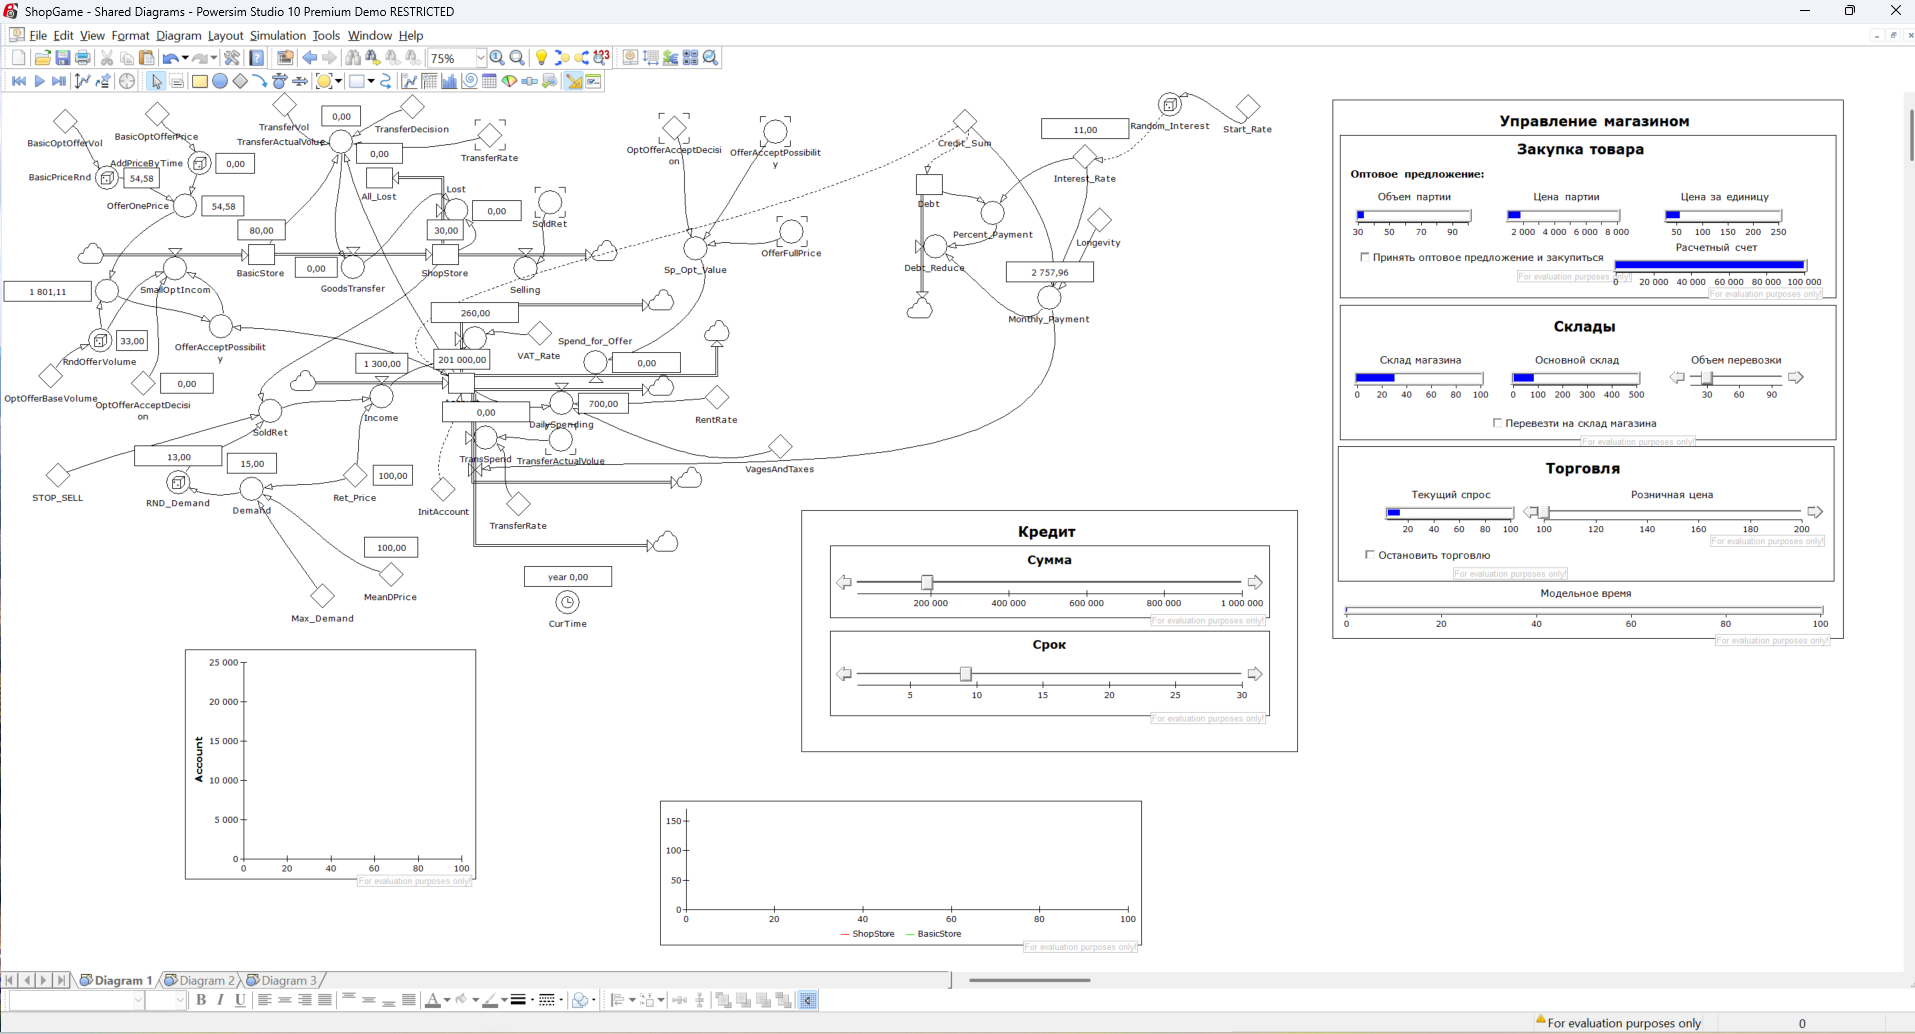 ShopGame - Shared Diagrams - Powersim Studio 10 Premium Demo RESTRICTED
File Edit View Format Diagram Layout Simulation Tools Window Help
75%
123
BasicOptOfferVol
BasicOptOfferPrice
TransferVol
TransferActualVolue
0,00
TransferDecision
0,00
TransferRate
AddPriceByTime
0,00
BasicPriceRnd
54,58
OfferOnePrice
54,58
All_Lost
Lost
0,00
SoldRet
80,00
30,00
BasicStore
0,00
GoodsTransfer
ShopStore
Selling
1 801,11
SmallOptIncom
OptOfferAcceptDecisi
on
OfferAcceptPossibilit
y
OfferFullPrice
Sp_Opt_Value
11,00
Random_Interest
Start_Rate
Credit_Sum
Interest_Rate
Debt
Percent_Payment
Longevity
Debt_Reduce
2 757,96
Monthly_Payment
33,00
RndOfferVolume
OfferAcceptPossibilit
y
260,00
VAT_Rate
Spend_for_Offer
0,00
1 300,00
201 000,00
OptOfferBaseVolume
OptOfferAcceptDecisi
on
0,00
Income
0,00
700,00
DailySpending
RentRate
SoldRet
TransSpend
TransferActualVolue
VagesAndTaxes
13,00
15,00
STOP_SELL
RND_Demand
Demand
Ret_Price
100,00
InitAccount
TransferRate
100,00
MeanDPrice
Max_Demand
year 0,00
CurTime
Управление магазином
Закупка товара
Оптовое предложение:
Объем партии
Цена партии
Цена за единицу
30 50 70 90
2 000 4 000 6 000 8 000
50 100 150 200 250
Расчетный счет
Принять оптовое предложение и закупиться
For evaluation purposes only!
0 20 000 40 000 60 000 80 000 100 000
For evaluation purposes only!
Склады
Склад магазина
Основной склад
Объем перевозки
0 20 40 60 80 100
0 100 200 300 400 500
30 60 90
Перевезти на склад магазина
For evaluation purposes only!
Торговля
Текущий спрос
Розничная цена
20 40 60 80 100
100 120 140 160 180 200
For evaluation purposes only!
Остановить торговлю
For evaluation purposes only!
Модельное время
0 20 40 60 80 100
For evaluation purposes only!
Кредит
Сумма
200 000 400 000 600 000 800 000 1 000 000
For evaluation purposes only!
Срок
5 10 15 20 25 30
For evaluation purposes only!
Account
25 000
20 000
15 000
10 000
5 000
0
0 20 40 60 80 100
For evaluation purposes only!
150
100
50
0
0 20 40 60 80 100
ShopStore BasicStore
For evaluation purposes only!
Diagram 1 Diagram 2 Diagram 3
B I U
A
For evaluation purposes only
0